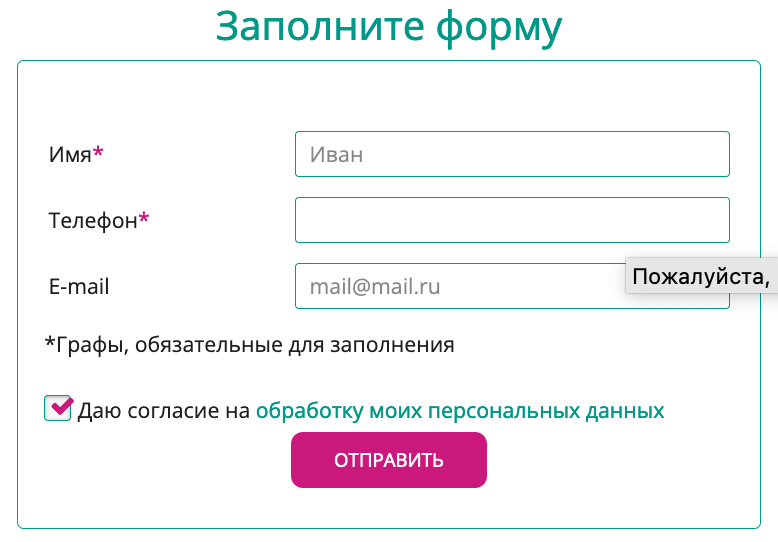 Заполните форму
Имя*
Иван
Телефон*
E-mail
mail@mail.ru
Пожалуйста,
*Графы, обязательные для заполнения
Даю согласие на обработку моих персональных данных
ОТПРАВИТЬ